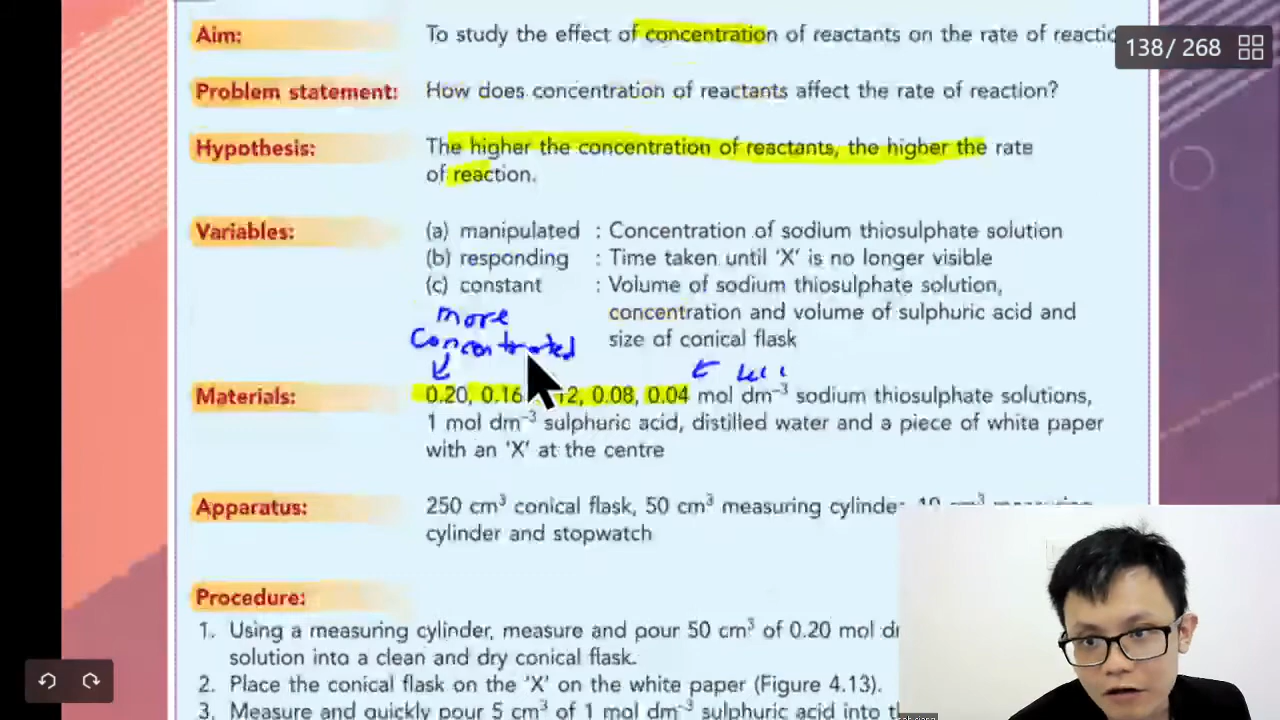 138/ 268
Aim:
To study the effect of concentration of reactants on the rate of
Problem statement:
How does concentration of reactants affect the rate of reaction?
Hypothesis:
The higher the concentration of reactants, the higher the rate
of reaction.
Variables:
(a) manipulated : Concentration of sodium thiosulphate solution
(b) responding : Time taken until 'X' is no longer visible
(c) constant : Volume of sodium thiosulphate solution,
concentration and volume of sulphuric acid and
size of conical flask
more
concentrated
Materials:
0.20, 0.16 12, 0.08, 0.04 mol dm⁻³ sodium thiosulphate solutions,
1 mol dm⁻³ sulphuric acid, distilled water and a piece of white paper
with an 'X' at the centre
Apparatus:
250 cm³ conical flask, 50 cm³ measuring cylinder
cylinder and stopwatch
Procedure:
1. Using a measuring cylinder, measure and pour 50 cm³ of 0.20 mol
solution into a clean and dry conical flask.
2. Place the conical flask on the 'X' on the white paper (Figure 4.13).
3. Measure and quickly pour 5 cm³ of 1 mol dm⁻³ sulphuric acid into